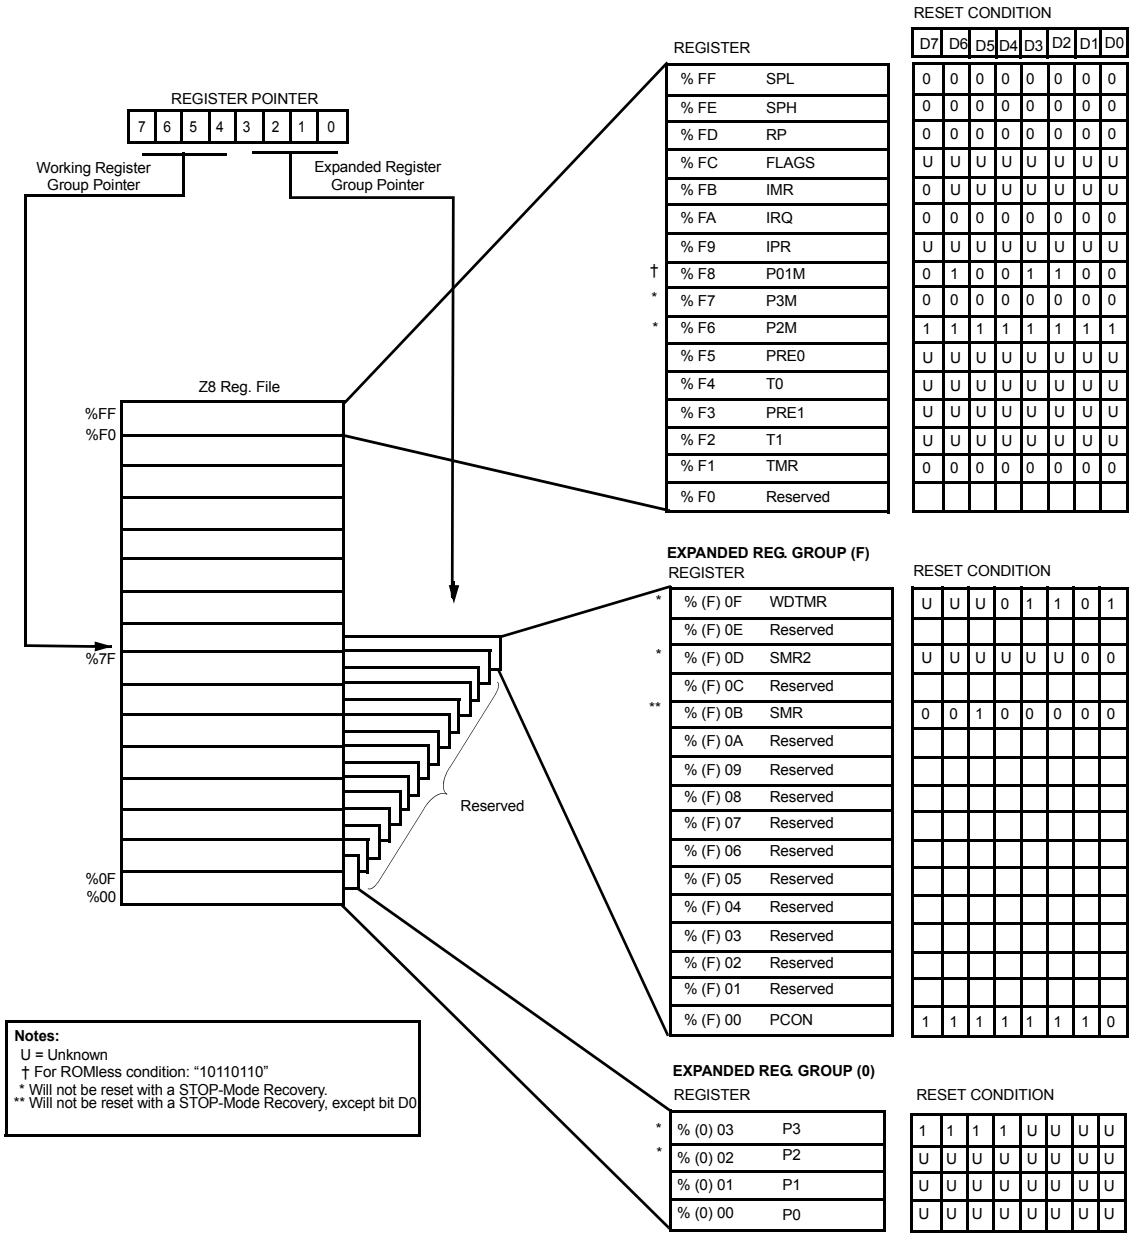 RESET CONDITION
D7 D6 D5 D4 D3 D2 D1 D0
REGISTER
% FF SPL 0 0 0 0 0 0 0 0
% FE SPH 0 0 0 0 0 0 0 0
% FD RP 0 0 0 0 0 0 0 0
% FC FLAGS U U U U U U U U
% FB IMR 0 U U U U U U U
% FA IRQ 0 0 0 0 0 0 0 0
% F9 IPR U U U U U U U U
† % F8 P01M 0 1 0 0 1 1 0 0
* % F7 P3M 0 0 0 0 0 0 0 0
* % F6 P2M 1 1 1 1 1 1 1 1
% F5 PRE0 U U U U U U U U
% F4 T0 U U U U U U U U
% F3 PRE1 U U U U U U U U
% F2 T1 U U U U U U U U
% F1 TMR 0 0 0 0 0 0 0 0
% F0 Reserved
REGISTER POINTER
7 6 5 4 3 2 1 0
Working Register
Group Pointer
Expanded Register
Group Pointer
Z8 Reg. File
%FF
%F0
%7F
%0F
%00
Reserved
EXPANDED REG. GROUP (F)
REGISTER
RESET CONDITION
* % (F) 0F WDTMR U U U 0 1 1 0 1
% (F) 0E Reserved
* % (F) 0D SMR2 U U U U U U 0 0
% (F) 0C Reserved
** % (F) 0B SMR 0 0 1 0 0 0 0 0
% (F) 0A Reserved
% (F) 09 Reserved
% (F) 08 Reserved
% (F) 07 Reserved
% (F) 06 Reserved
% (F) 05 Reserved
% (F) 04 Reserved
% (F) 03 Reserved
% (F) 02 Reserved
% (F) 01 Reserved
% (F) 00 PCON 1 1 1 1 1 1 1 0
Notes:
U = Unknown
† For ROMless condition: “10110110”
* Will not be reset with a STOP-Mode Recovery.
** Will not be reset with a STOP-Mode Recovery, except bit D0
EXPANDED REG. GROUP (0)
REGISTER
RESET CONDITION
* % (0) 03 P3 1 1 1 1 U U U U
* % (0) 02 P2 U U U U U U U U
% (0) 01 P1 U U U U U U U U
% (0) 00 P0 U U U U U U U U